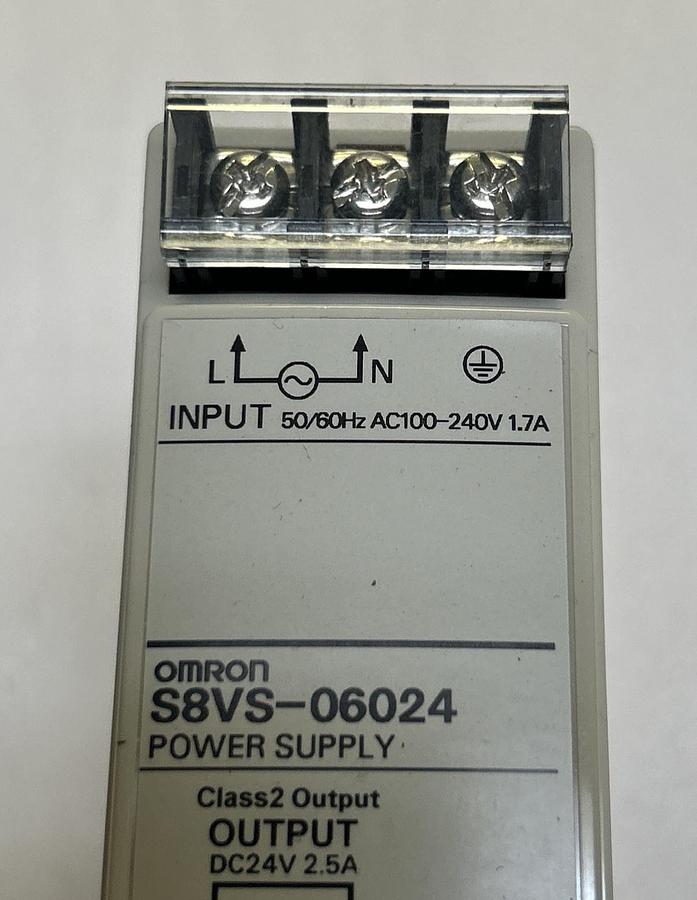 L N
INPUT 50/60Hz AC100-240V 1.7A
OMRON
S8VS-06024
POWER SUPPLY
Class2 Output
OUTPUT
DC24V 2.5A